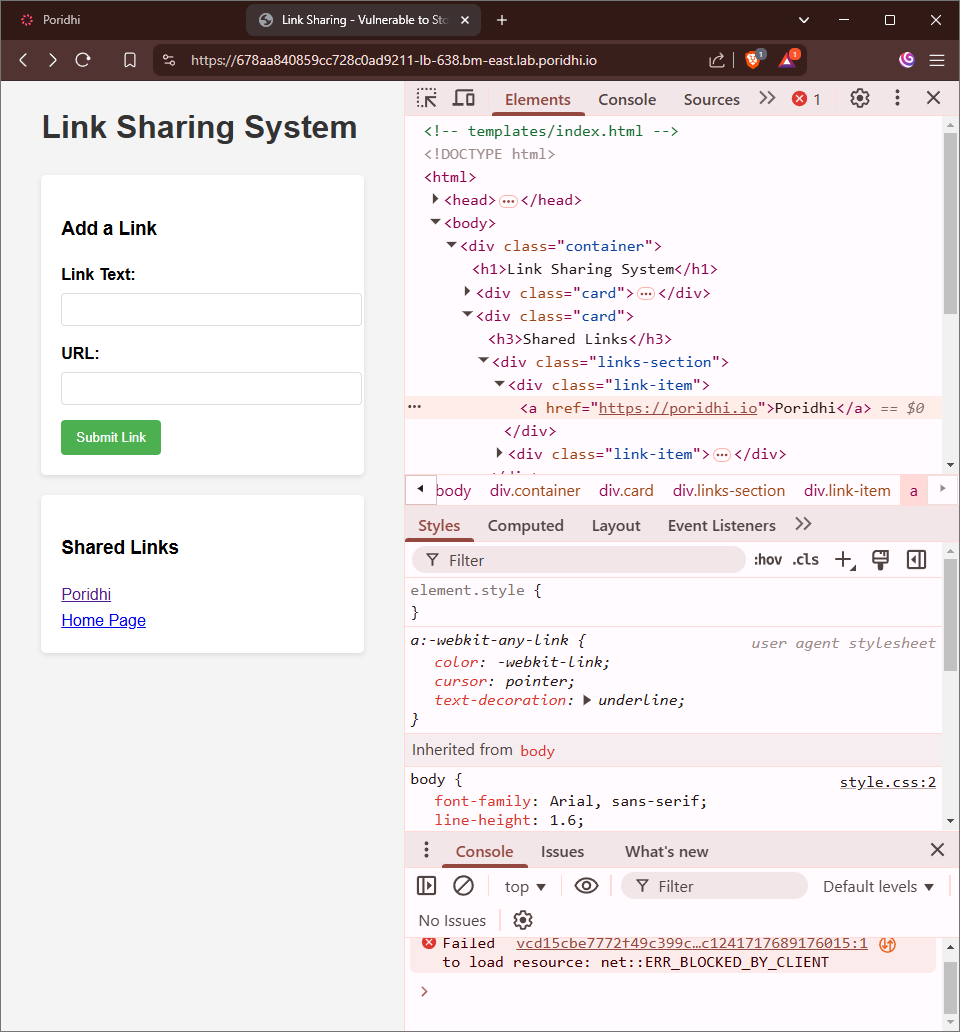 Poridhi
Link Sharing - Vulnerable to Sto
https://678aa840859cc728c0ad9211-lb-638.bm-east.lab.poridhi.io
1
1
Link Sharing System
Add a Link
Link Text:
URL:
Submit Link
Shared Links
Poridhi
Home Page
Elements
Console
Sources
1
<!-- templates/index.html -->
<!DOCTYPE html>
<html>
<head>…</head>
<body>
<div class="container">
<h1>Link Sharing System</h1>
<div class="card">…</div>
<div class="card">
<h3>Shared Links</h3>
<div class="links-section">
<div class="link-item">
… <a href="https://poridhi.io">Poridhi</a> == $0
</div>
<div class="link-item">…</div>
body div.container div.card div.links-section div.link-item a
Styles Computed Layout Event Listeners
Filter :hov .cls
element.style {
}
a:-webkit-any-link { user agent stylesheet
color: -webkit-link;
cursor: pointer;
text-decoration: underline;
}
Inherited from body
body { style.css:2
font-family: Arial, sans-serif;
line-height: 1.6;
Console Issues What's new
top Filter Default levels
No Issues
Failed vcd15cbe7772f49c399c…c1241717689176015:1
to load resource: net::ERR_BLOCKED_BY_CLIENT